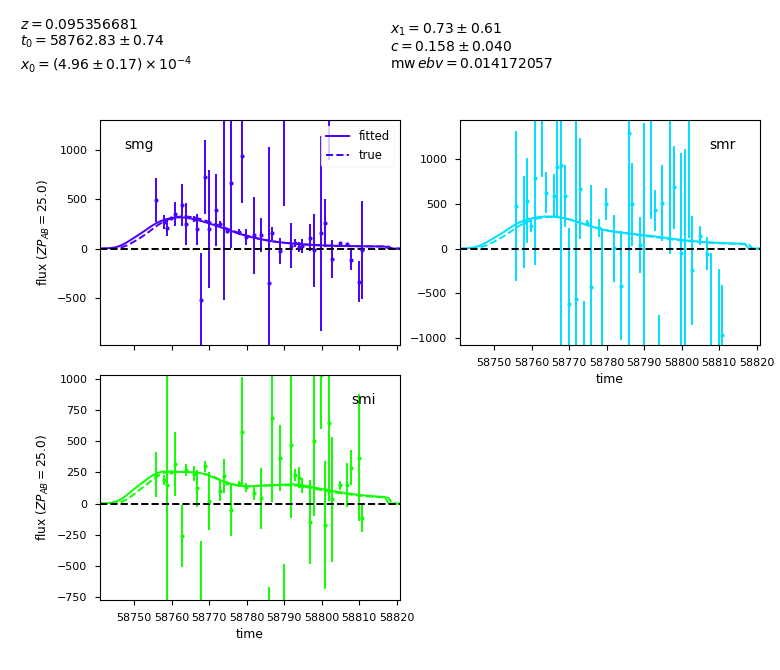 z = 0.095356681
t₀ = 58762.83 ± 0.74
x₀ = (4.96 ± 0.17) × 10⁻⁴
x₁ = 0.73 ± 0.61
c = 0.158 ± 0.040
mw ebv = 0.014172057
smg
fitted
true
1000
500
0
−500
flux (ZP_AB = 25.0)
smr
1000
500
0
−500
−1000
58750 58760 58770 58780 58790 58800 58810 58820
time
smi
1000
750
500
250
0
−250
−500
−750
flux (ZP_AB = 25.0)
58750 58760 58770 58780 58790 58800 58810 58820
time